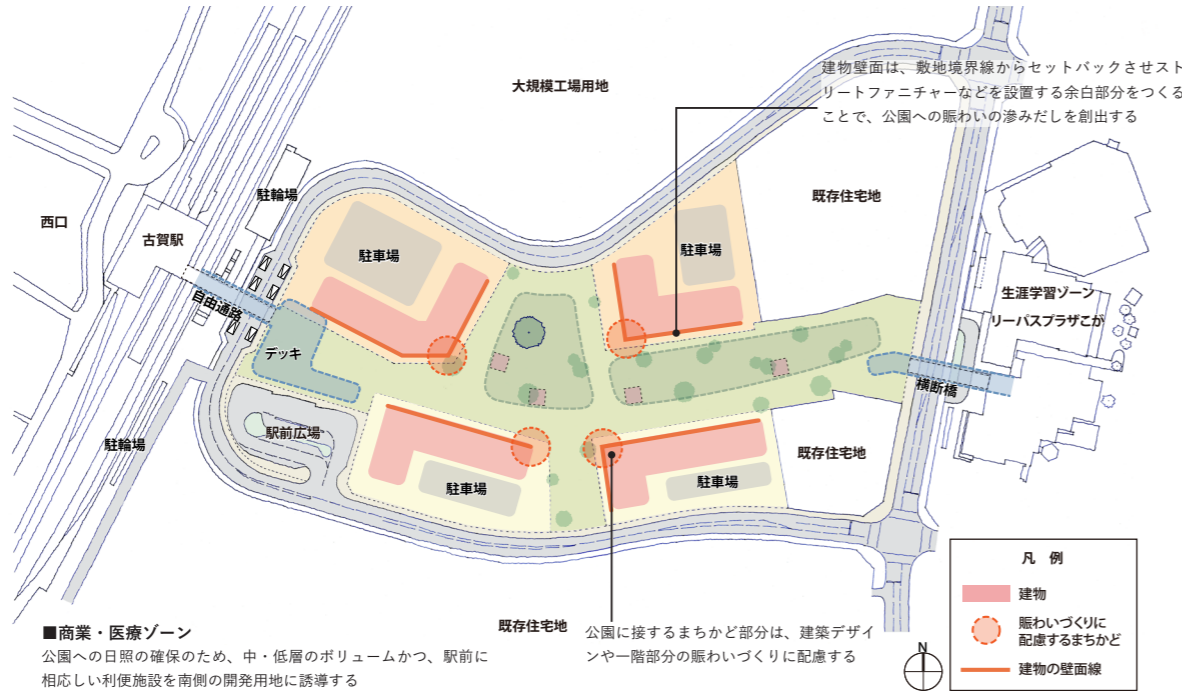 大規模工場用地
建物壁面は、敷地境界線からセットバックさせスト
リートファニチャーなどを設置する余白部分をつくる
ことで、公園への賑わいの滲みだしを創出する
駐輪場
西口
古賀駅
自由通路
デッキ
駐車場
駐車場
既存住宅地
生涯学習ゾーン
リーパスプラザこが
横断橋
駐輪場
駅前広場
駐車場
駐車場
既存住宅地
既存住宅地
■商業・医療ゾーン
公園への日照の確保のため、中・低層のボリュームかつ、駅前に
相応しい利便施設を南側の開発用地に誘導する
公園に接するまちかど部分は、建築デザイ
ンや一階部分の賑わいづくりに配慮する
N
凡 例
建物
賑わいづくりに
配慮するまちかど
建物の壁面線